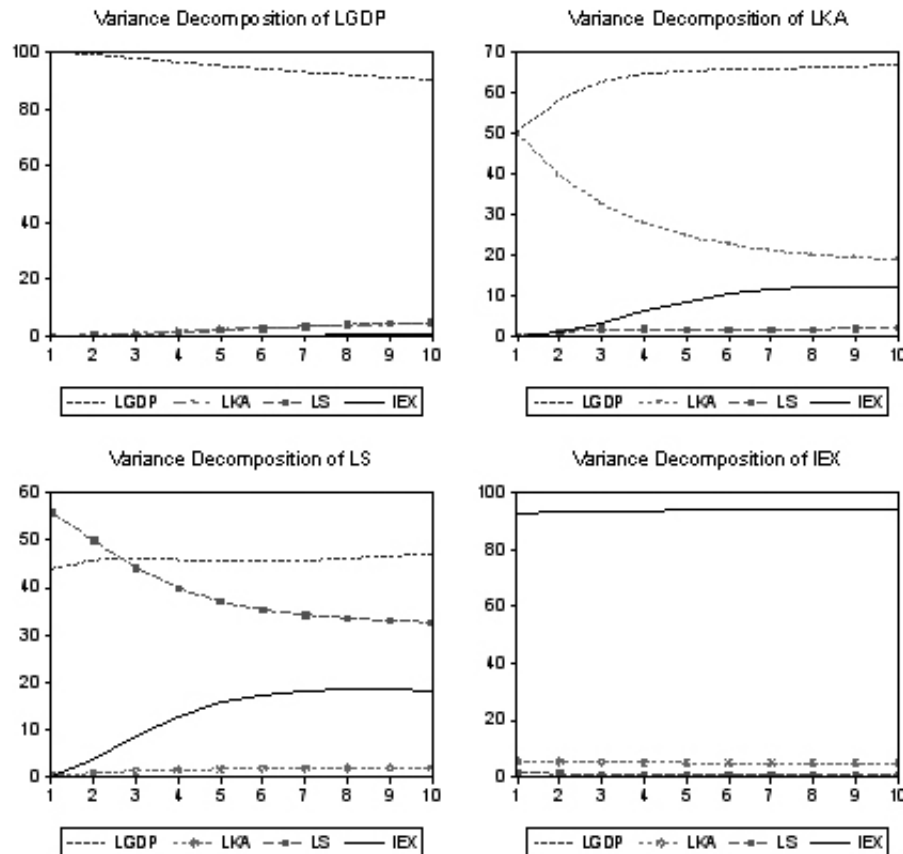 Variance Decomposition of LGDP
100
80
60
40
20
0
1 2 3 4 5 6 7 8 9 10
LGDP LKA LS IEX
Variance Decomposition of LKA
70
60
50
40
30
20
10
0
1 2 3 4 5 6 7 8 9 10
LGDP LKA LS IEX
Variance Decomposition of LS
60
50
40
30
20
10
0
1 2 3 4 5 6 7 8 9 10
LGDP LKA LS IEX
Variance Decomposition of IEX
100
80
60
40
20
0
1 2 3 4 5 6 7 8 9 10
LGDP LKA LS IEX